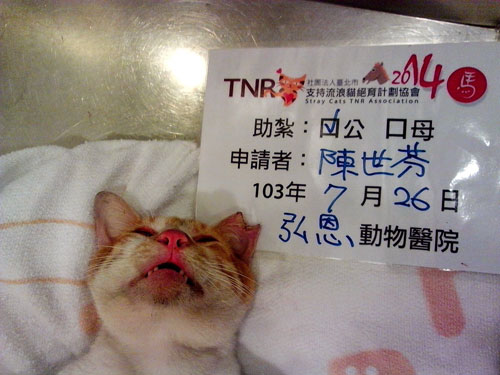 TNR 社團法人臺北市 2014 馬
支持流浪貓絕育計劃協會
Stray Cats TNR Association
助紮：☑公 口母
申請者：陳世芬
103年 7 月 26 日
弘恩動物醫院